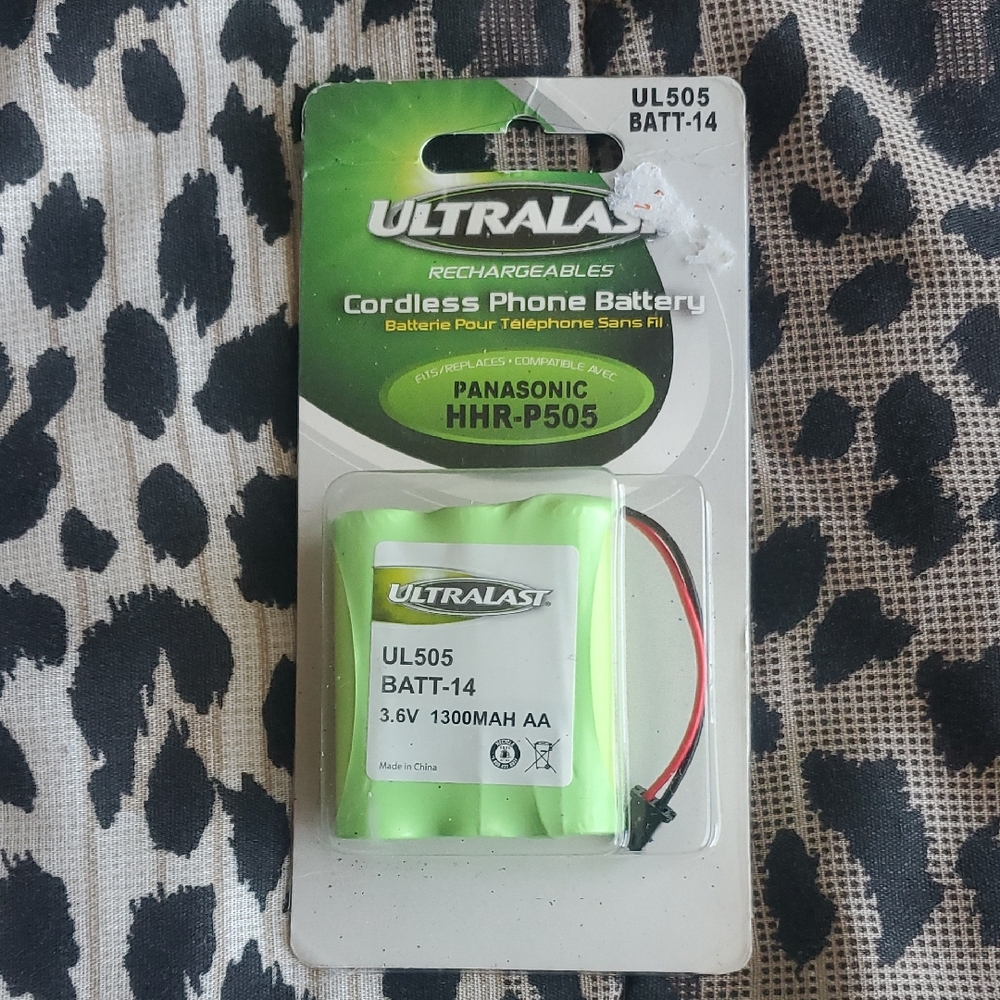 UL505
BATT-14
ULTRALAST
RECHARGEABLES
Cordless Phone Battery
Batterie Pour Téléphone Sans Fil
FITS/REPLACES • COMPATIBLE AVEC
PANASONIC
HHR-P505
ULTRALAST
UL505
BATT-14
3.6V 1300MAH AA
Made in China